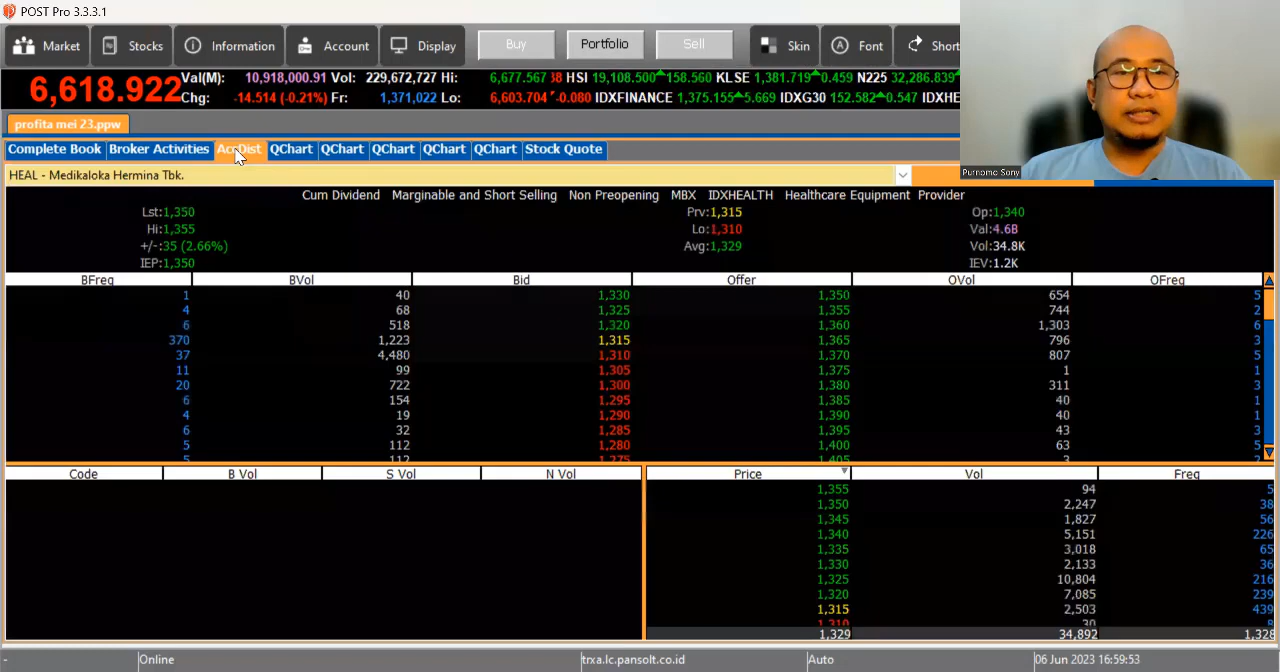 POST Pro 3.3.3.1
Market Stocks Information Account Display Buy Portfolio Sell Skin Font Short
6,618.922 Val(M): 10,918,000.91 Vol: 229,672,727 Hi: 6,677.567 38 HSI 19,108.500 158.560 KLSE 1,381.719 0.459 N225 32,286.839
Chg: -14.514 (-0.21%) Fr: 1,371,022 Lo: 6,603.704 -0.080 IDXFINANCE 1,375.155 5.669 IDXG30 152.582 0.547 IDXHE
profita mei 23.ppw
Complete Book Broker Activities AccDist QChart QChart QChart QChart QChart Stock Quote
Purnomo Sony
HEAL - Medikaloka Hermina Tbk.
Cum Dividend Marginable and Short Selling Non Preopening MBX IDXHEALTH Healthcare Equipment Provider
Lst:1,350 Prv:1,315 Op:1,340
Hi:1,355 Lo:1,310 Val:4.6B
+/-:35 (2.66%) Avg:1,329 Vol:34.8K
IEP:1,350 IEV:1.2K
BFreq BVol Bid Offer OVol OFreq
1 40 1,330 1,350 654 5
4 68 1,325 1,355 744 2
6 518 1,320 1,360 1,303 6
370 1,223 1,315 1,365 796 3
37 4,480 1,310 1,370 807 5
11 99 1,305 1,375 1 1
20 722 1,300 1,380 311 3
6 154 1,295 1,385 40 1
4 19 1,290 1,390 40 1
6 32 1,285 1,395 43 3
5 112 1,280 1,400 63 5
5 112 1,275 1,405 3 2
Code B Vol S Vol N Vol Price Vol Freq
1,355 94 5
1,350 2,247 38
1,345 1,827 56
1,340 5,151 226
1,335 3,018 65
1,330 2,133 36
1,325 10,804 216
1,320 7,085 239
1,315 2,503 439
1,310 30 8
1,329 34,892 1,328
- Online trxa.lc.pansolt.co.id Auto 06 Jun 2023 16:59:53